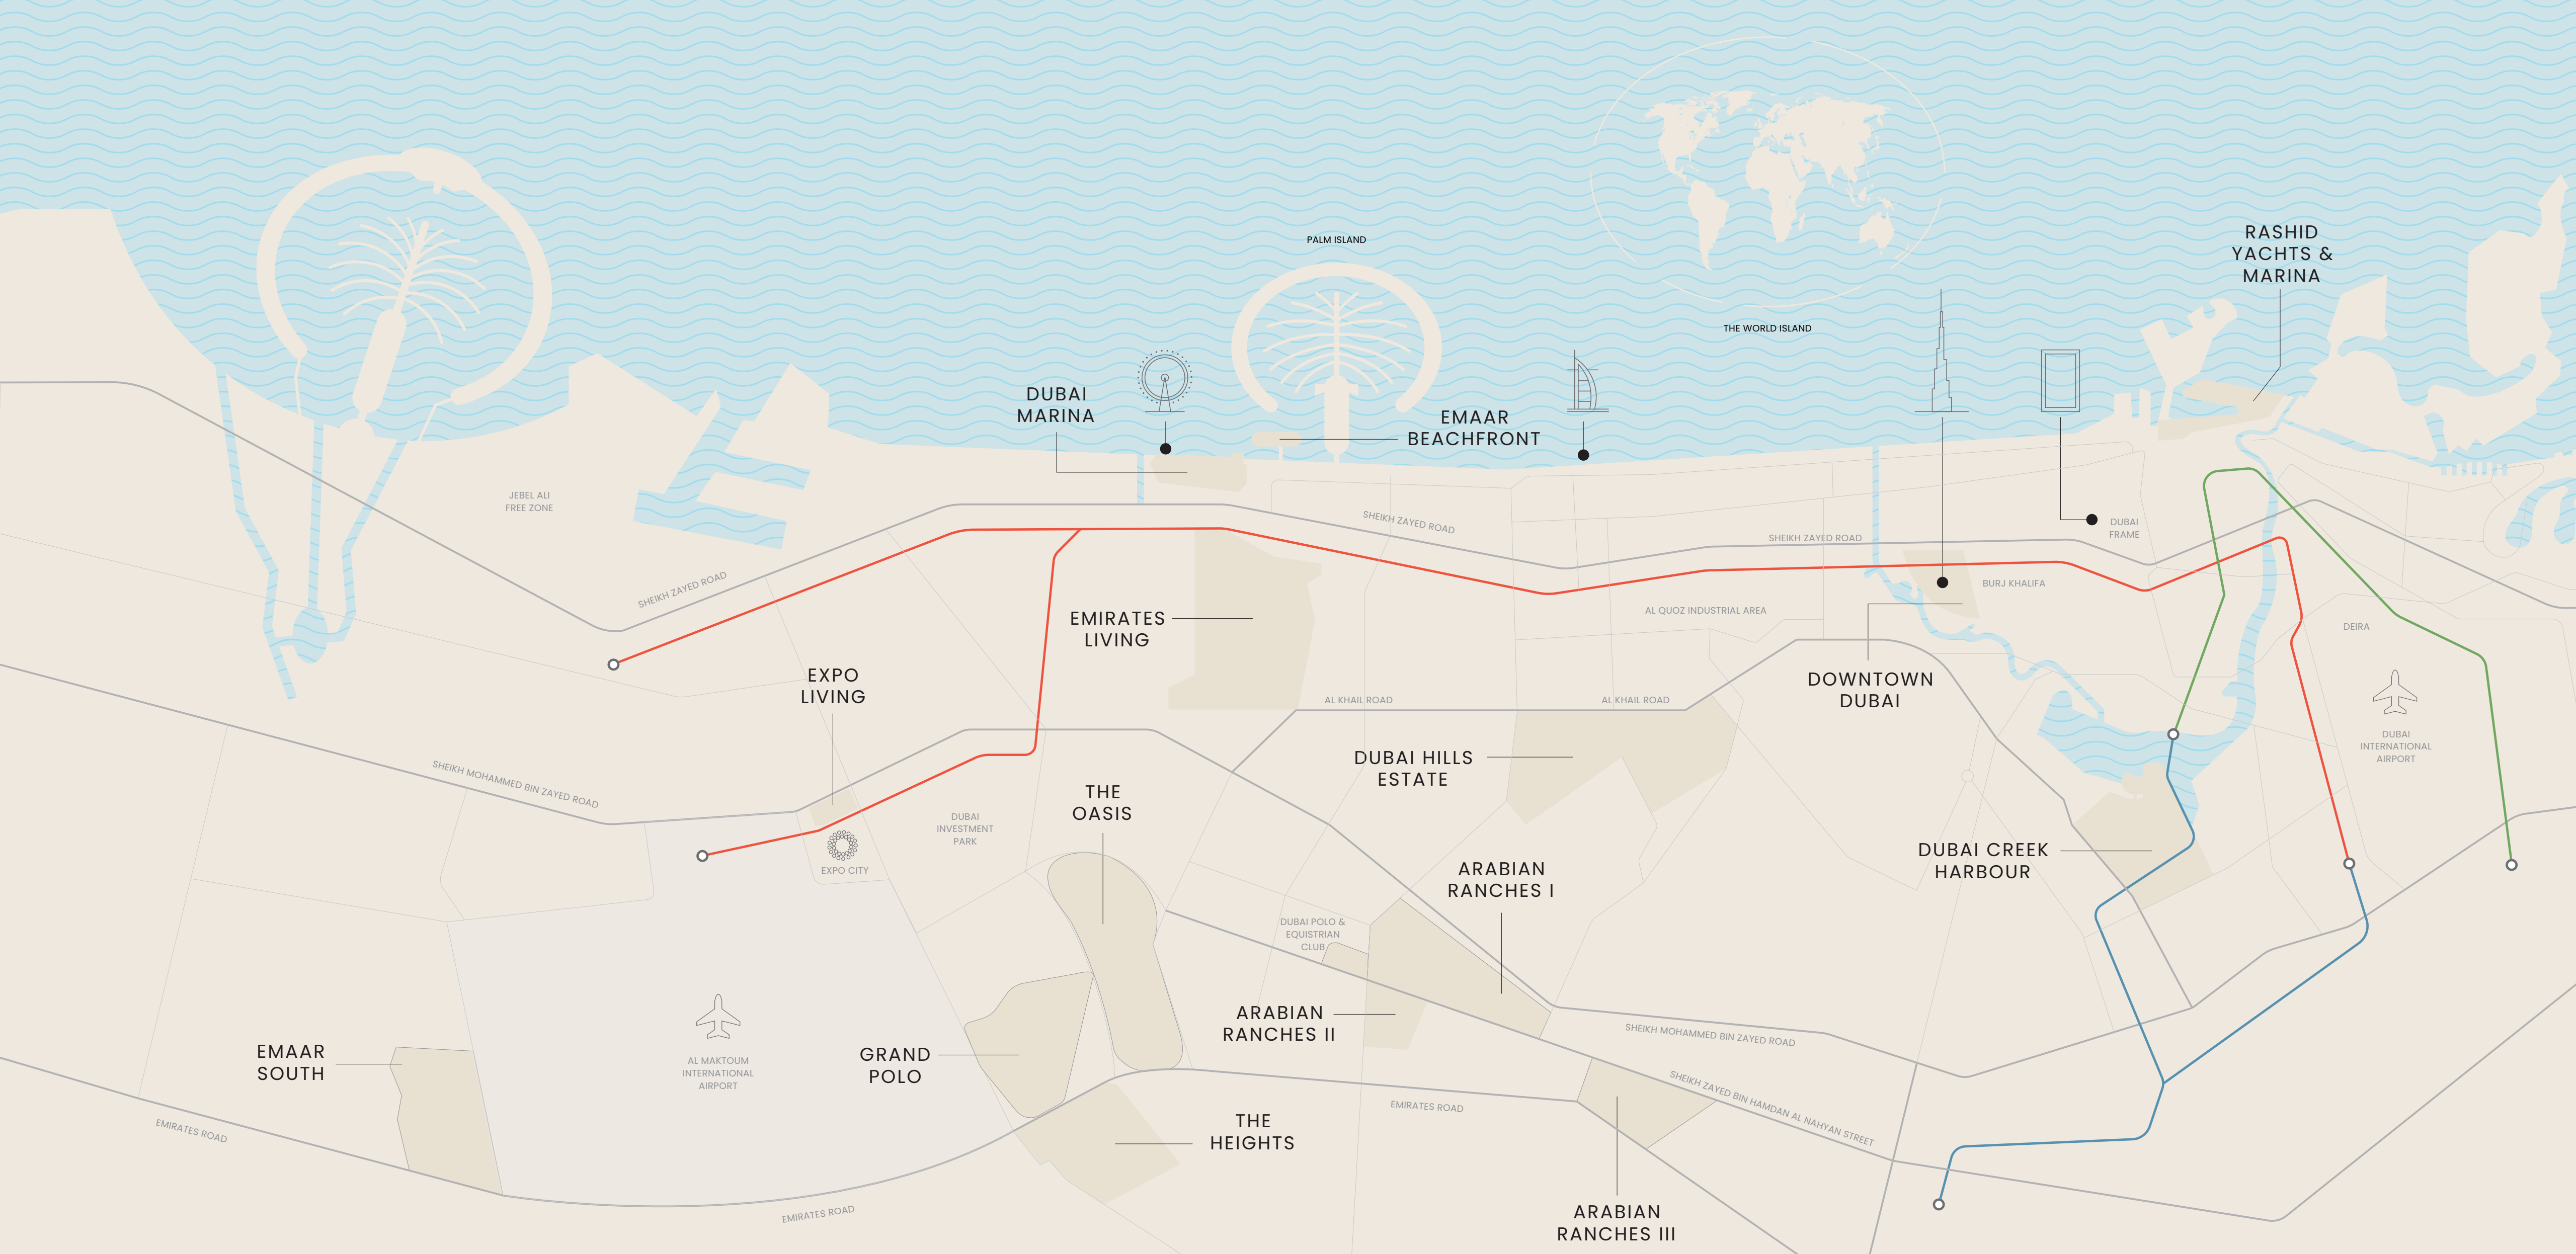 PALM ISLAND
THE WORLD ISLAND
RASHID
YACHTS &
MARINA
DUBAI
MARINA
EMAAR
BEACHFRONT
JEBEL ALI
FREE ZONE
SHEIKH ZAYED ROAD
SHEIKH ZAYED ROAD
SHEIKH ZAYED ROAD
DUBAI
FRAME
BURJ KHALIFA
AL QUOZ INDUSTRIAL AREA
DEIRA
EMIRATES
LIVING
EXPO
LIVING
AL KHAIL ROAD
AL KHAIL ROAD
DOWNTOWN
DUBAI
DUBAI
INTERNATIONAL
AIRPORT
SHEIKH MOHAMMED BIN ZAYED ROAD
DUBAI HILLS
ESTATE
THE
OASIS
DUBAI
INVESTMENT
PARK
EXPO CITY
DUBAI CREEK
HARBOUR
ARABIAN
RANCHES I
DUBAI POLO &
EQUISTRIAN
CLUB
ARABIAN
RANCHES II
SHEIKH MOHAMMED BIN ZAYED ROAD
EMAAR
SOUTH
AL MAKTOUM
INTERNATIONAL
AIRPORT
GRAND
POLO
SHEIKH ZAYED BIN HAMDAN AL NAHYAN STREET
EMIRATES ROAD
EMIRATES ROAD
THE
HEIGHTS
EMIRATES ROAD
ARABIAN
RANCHES III